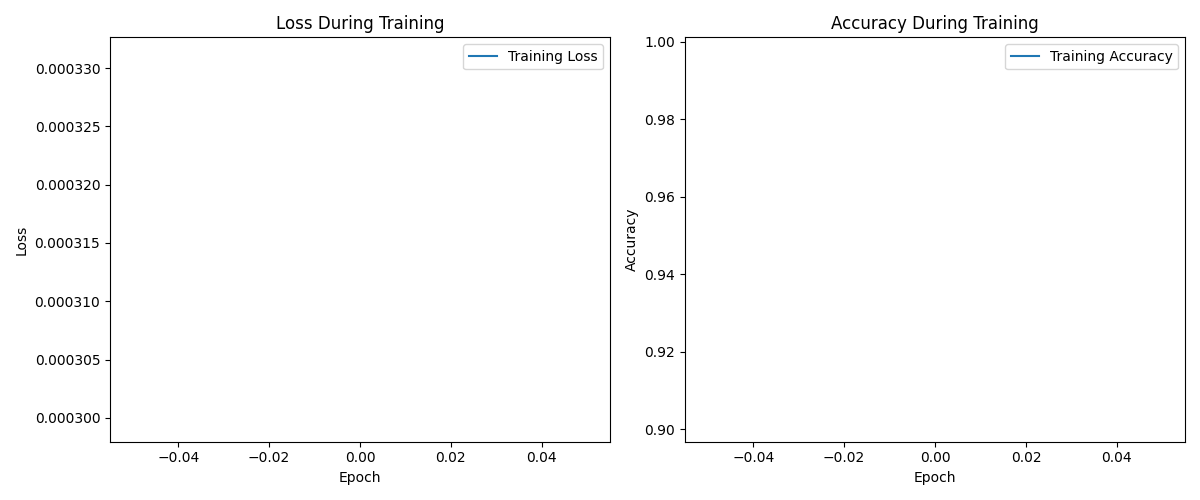 Loss During Training
Training Loss
0.000330
0.000325
0.000320
0.000315
0.000310
0.000305
0.000300
Loss
−0.04 −0.02 0.00 0.02 0.04
Epoch
Accuracy During Training
Training Accuracy
1.00
0.98
0.96
0.94
0.92
0.90
Accuracy
−0.04 −0.02 0.00 0.02 0.04
Epoch